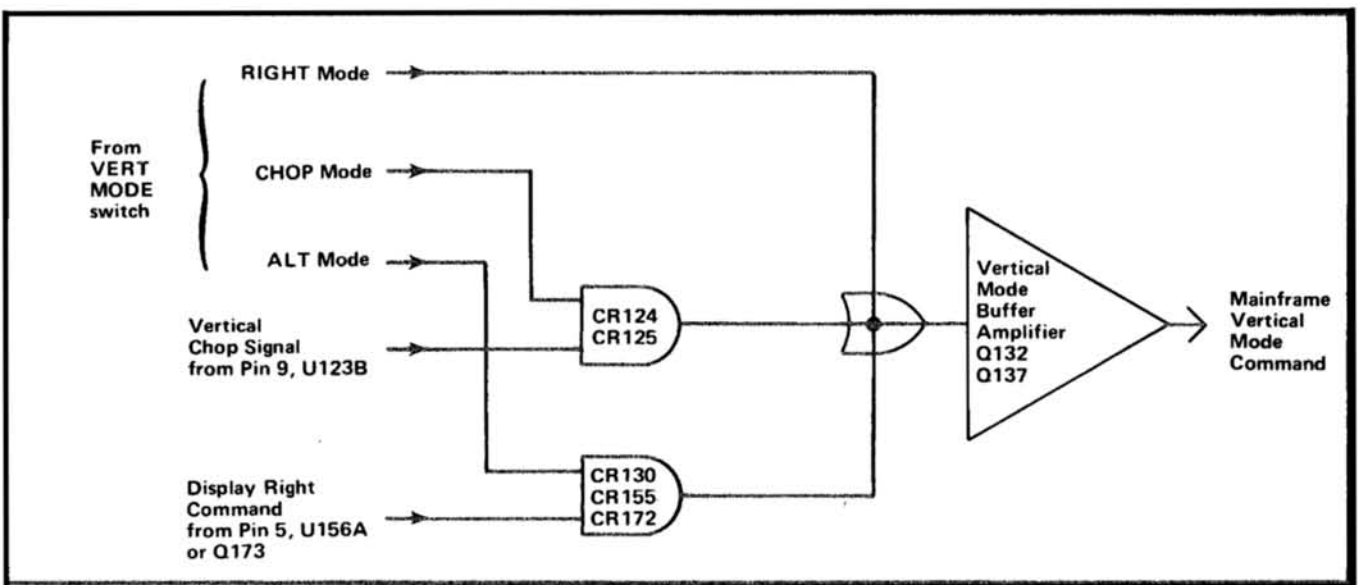 RIGHT Mode
From
VERT
MODE
switch
CHOP Mode
ALT Mode
Vertical
Chop Signal
from Pin 9, U123B
CR124
CR125
Display Right
Command
from Pin 5, U156A
or Q173
CR130
CR155
CR172
Vertical
Mode
Buffer
Amplifier
Q132
Q137
Mainframe
Vertical
Mode
Command